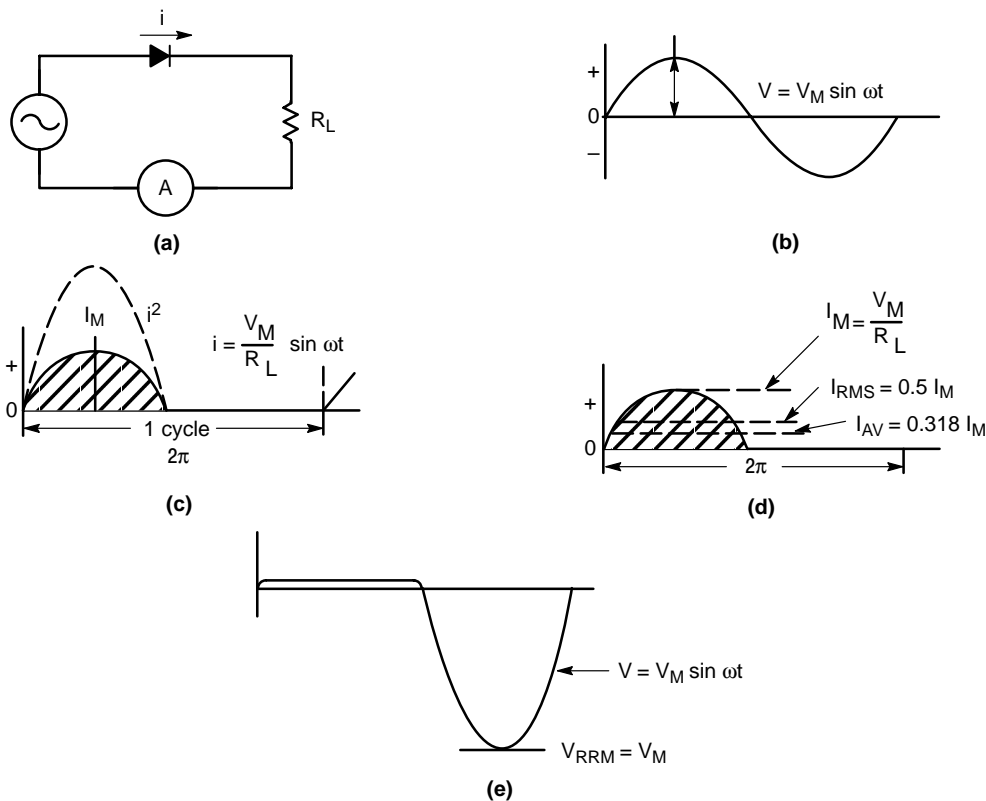 i
R_L
A
(a)
+
0
–
V = V_M sin ωt
(b)
I_M
i²
i = V_M / R_L sin ωt
+
0
1 cycle
2π
(c)
I_M = V_M / R_L
I_RMS = 0.5 I_M
I_AV = 0.318 I_M
+
0
2π
(d)
V = V_M sin ωt
V_RRM = V_M
(e)